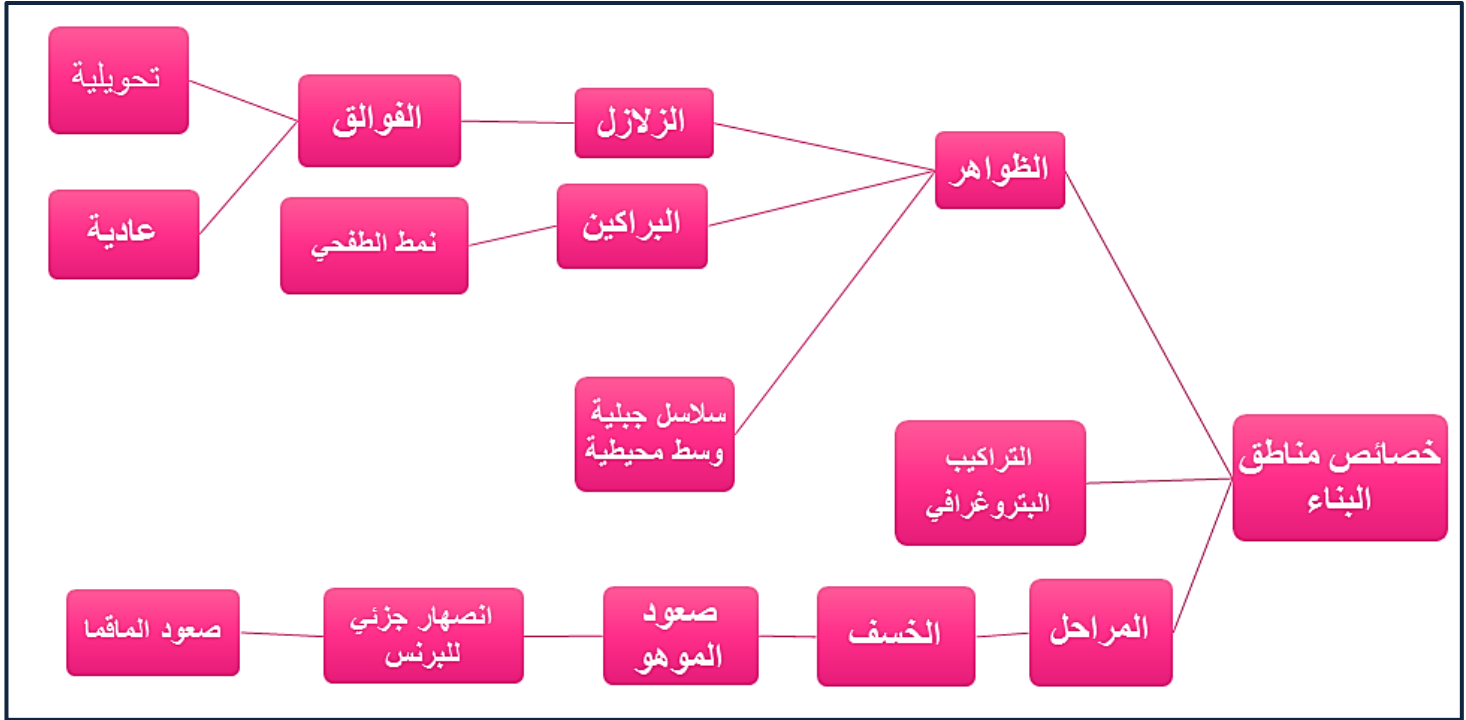 خصائص مناطق
البناء
الظواهر
الزلازل
الفوالق
تحويلية
عادية
البراكين
نمط الطفحي
سلاسل جبلية
وسط محيطية
التراكيب
البتروغرافي
المراحل
الخسف
صعود
الموهو
انصهار جزئي
للبرنس
صعود الماقما